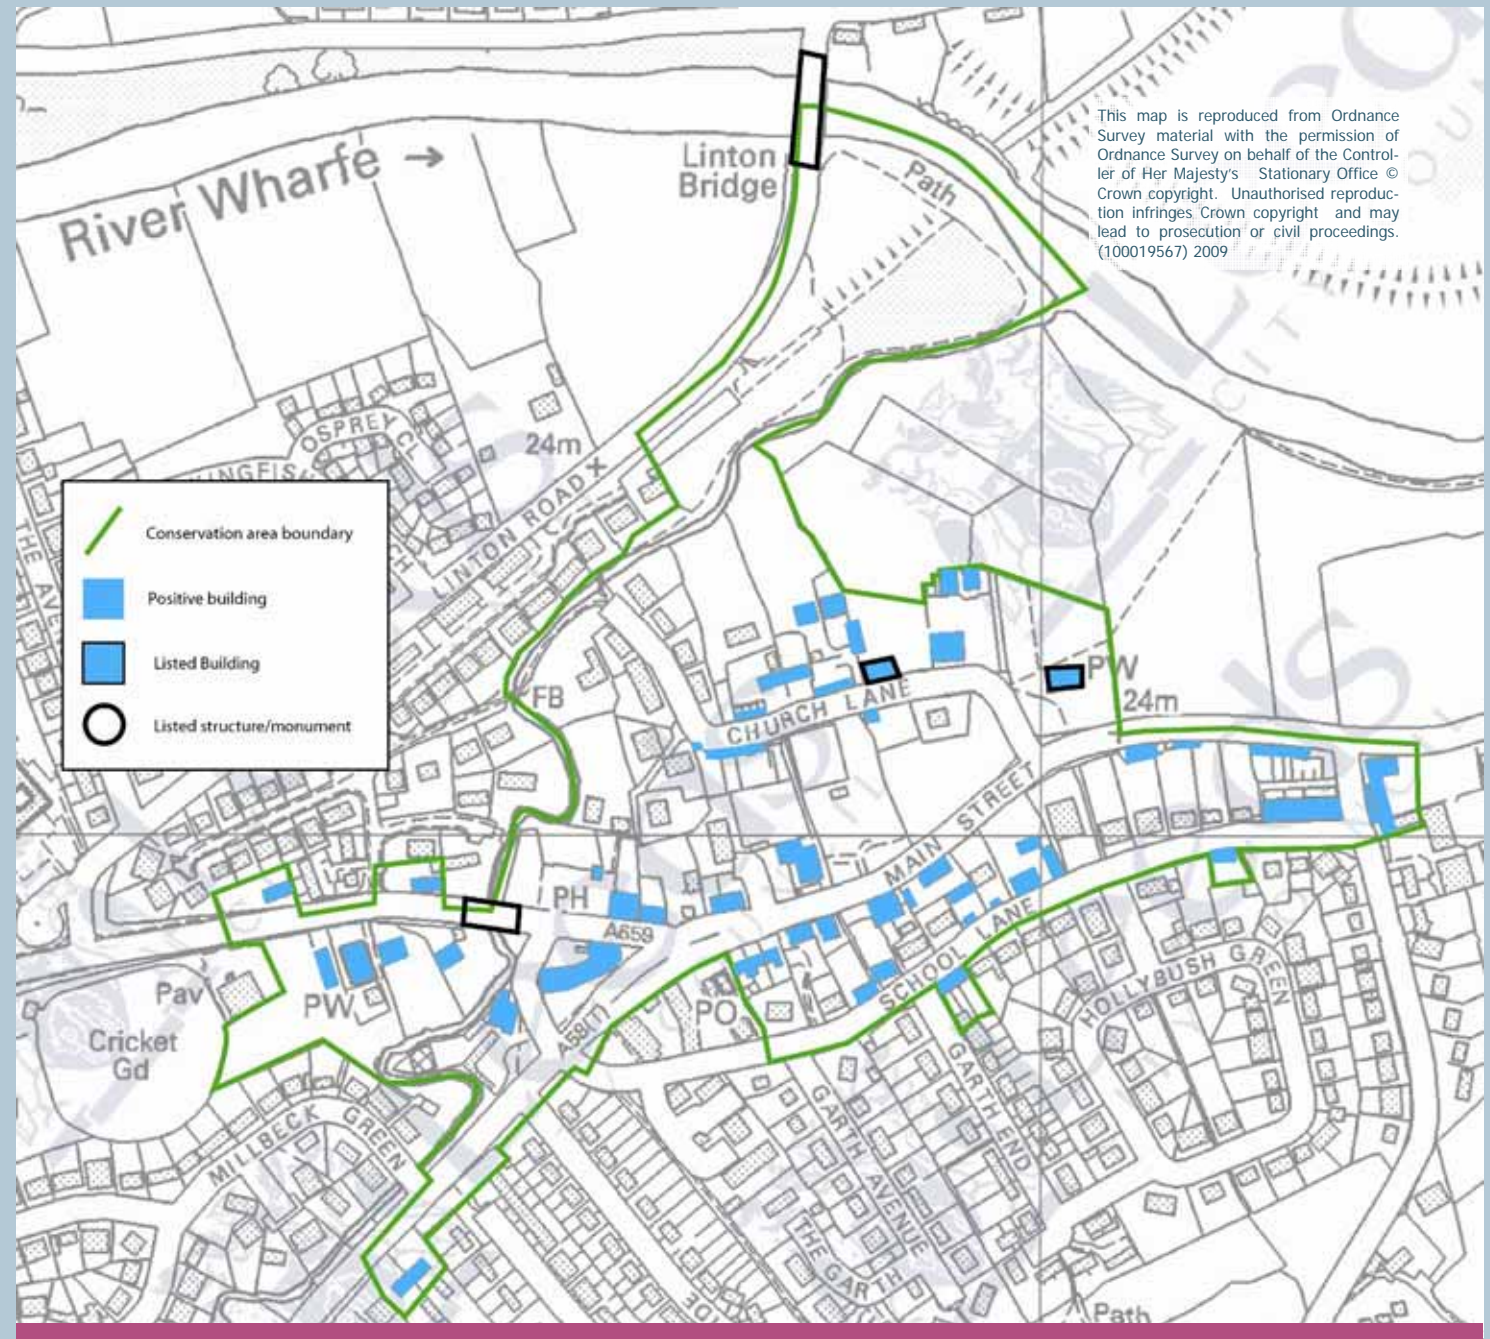 This map is reproduced from Ordnance
Survey material with the permission of
Ordnance Survey on behalf of the Control-
ler of Her Majesty's Stationary Office ©
Crown copyright. Unauthorised reproduc-
tion infringes Crown copyright and may
lead to prosecution or civil proceedings.
(100019567) 2009
Linton
Bridge
Path
River Wharfe
OSPREY CL
24m
LINTON ROAD
Conservation area boundary
Positive building
Listed Building
Listed structure/monument
FB
CHURCH LANE
PW
24m
MAIN STREET
PH
A659
SCHOOL LANE
HOLLYBUSH GREEN
Pav
PW
PO
Cricket
Gd
MILLBECK GREEN
GARTH END
GARTH AVENUE
THE GARTH
Path